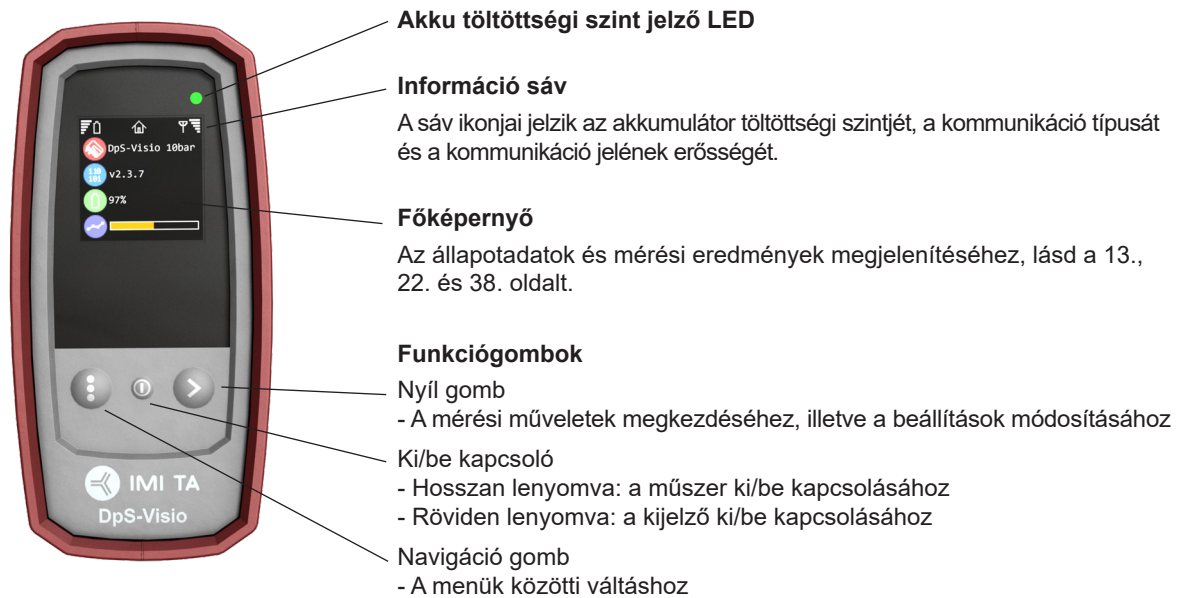 Akku töltöttségi szint jelző LED
Információ sáv
A sáv ikonjai jelzik az akkumulátor töltöttségi szintjét, a kommunikáció típusát
és a kommunikáció jelének erősségét.
DpS-Visio 10bar
110
101
v2.3.7
97%
Főképernyő
Az állapotadatok és mérési eredmények megjelenítéséhez, lásd a 13.,
22. és 38. oldalt.
Funkciógombok
Nyíl gomb
- A mérési műveletek megkezdéséhez, illetve a beállítások módosításához
Ki/be kapcsoló
- Hosszan lenyomva: a műszer ki/be kapcsolásához
- Röviden lenyomva: a kijelző ki/be kapcsolásához
Navigáció gomb
- A menük közötti váltáshoz
IMI TA
DpS-Visio